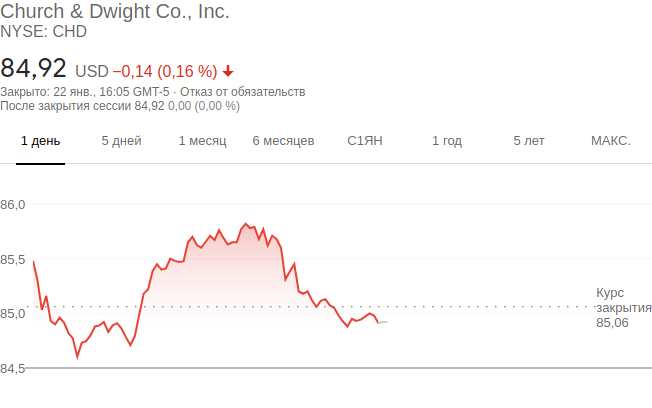 Church & Dwight Co., Inc.
NYSE: CHD
84,92 USD −0,14 (0,16 %)
Закрыто: 22 янв., 16:05 GMT-5 · Отказ от обязательств
После закрытия сессии 84,92 0,00 (0,00 %)
1 день 5 дней 1 месяц 6 месяцев С1ЯН 1 год 5 лет МАКС.
86,0
85,5
Курс
закрытия
85,06
85,0
84,5